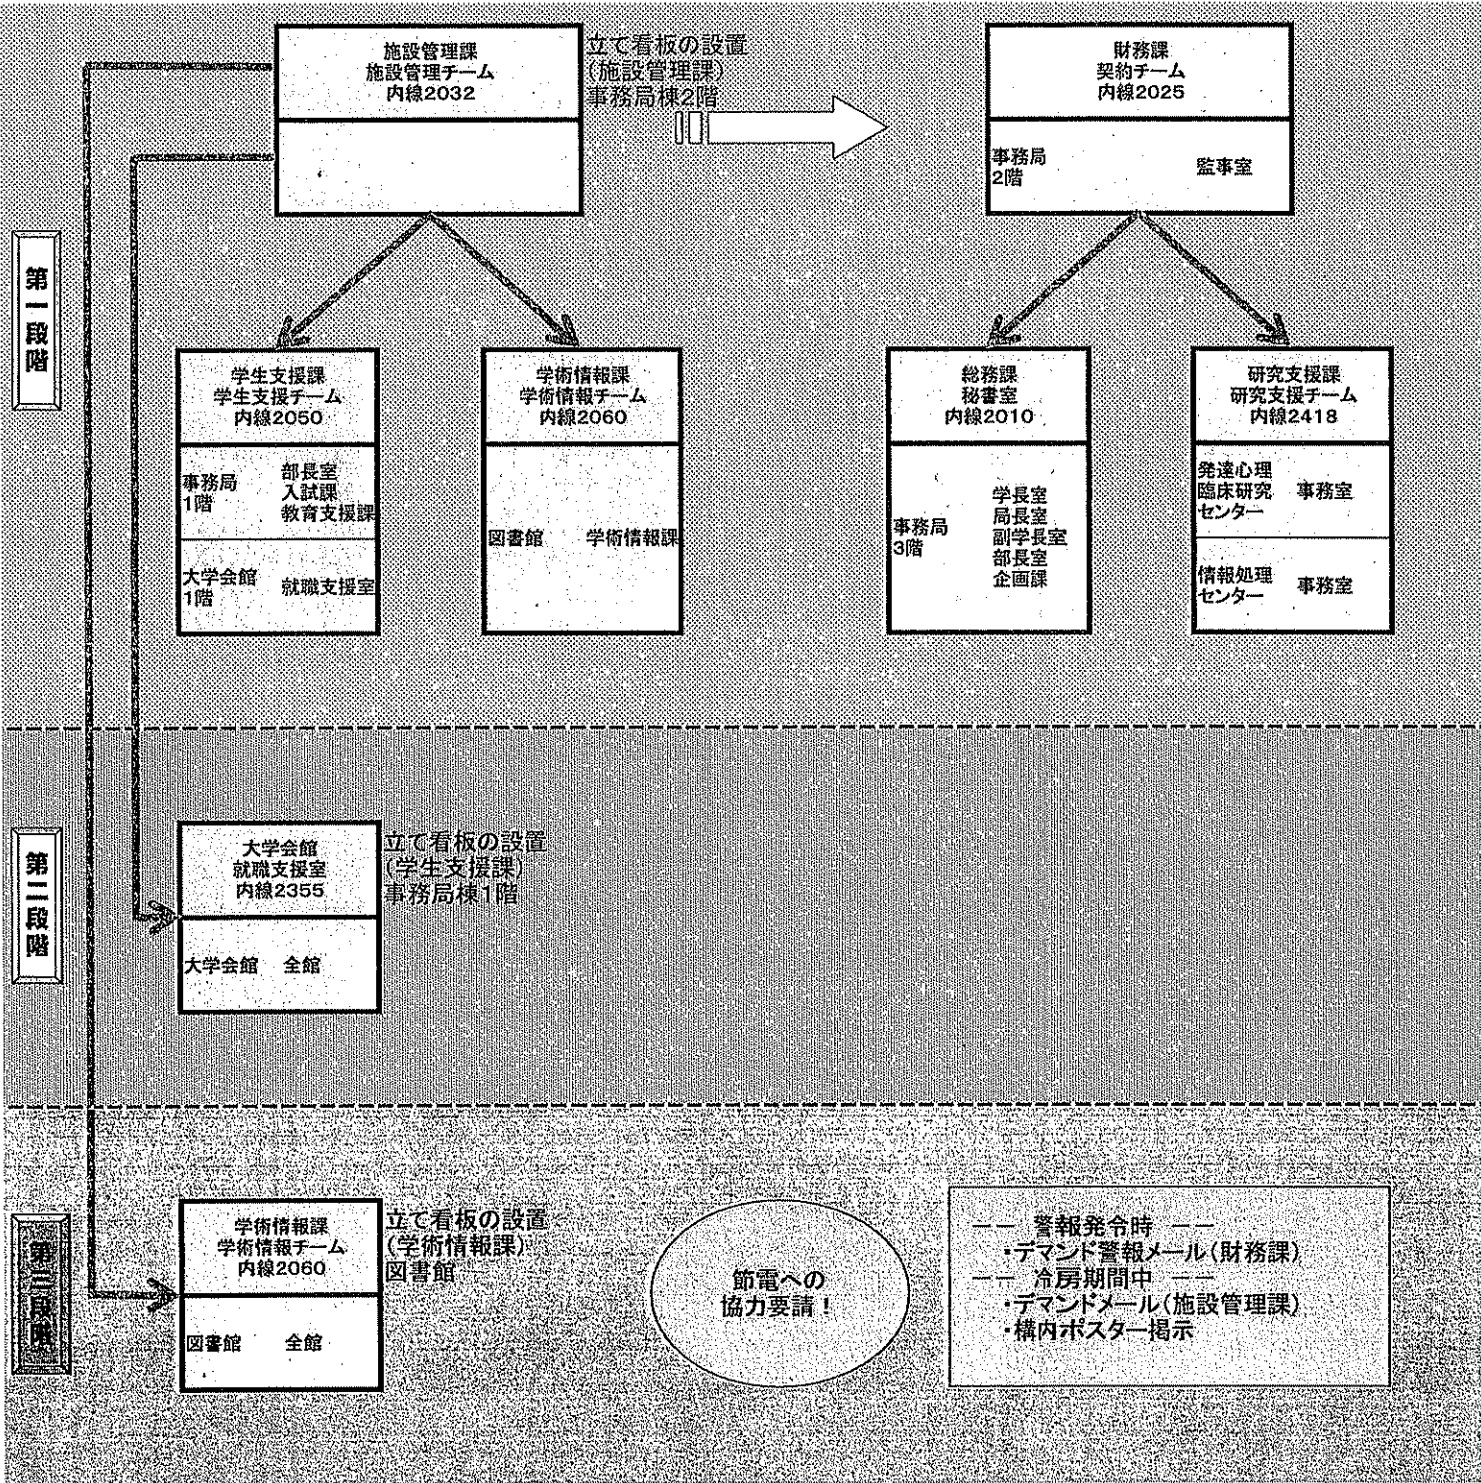 施設管理課
施設管理チーム
内線2032
立て看板の設置
(施設管理課)
事務局棟2階
財務課
契約チーム
内線2025
事務局
2階
監事室
第一段階
学生支援課
学生支援チーム
内線2050
事務局
1階
部長室
入試課
教育支援課
大学会館
1階
就職支援室
学術情報課
学術情報チーム
内線2060
図書館 学術情報課
総務課
秘書室
内線2010
事務局
3階
学長室
局長室
副学長室
部長室
企画課
研究支援課
研究支援チーム
内線2418
発達心理
臨床研究
センター
事務室
情報処理
センター
事務室
第二段階
大学会館
就職支援室
内線2355
立て看板の設置
(学生支援課)
事務局棟1階
大学会館 全館
第三段階
学術情報課
学術情報チーム
内線2060
立て看板の設置
(学術情報課)
図書館
図書館 全館
節電への
協力要請！
―― 警報発令時 ――
・デマンド警報メール(財務課)
―― 冷房期間中 ――
・デマンドメール(施設管理課)
・構内ポスター掲示